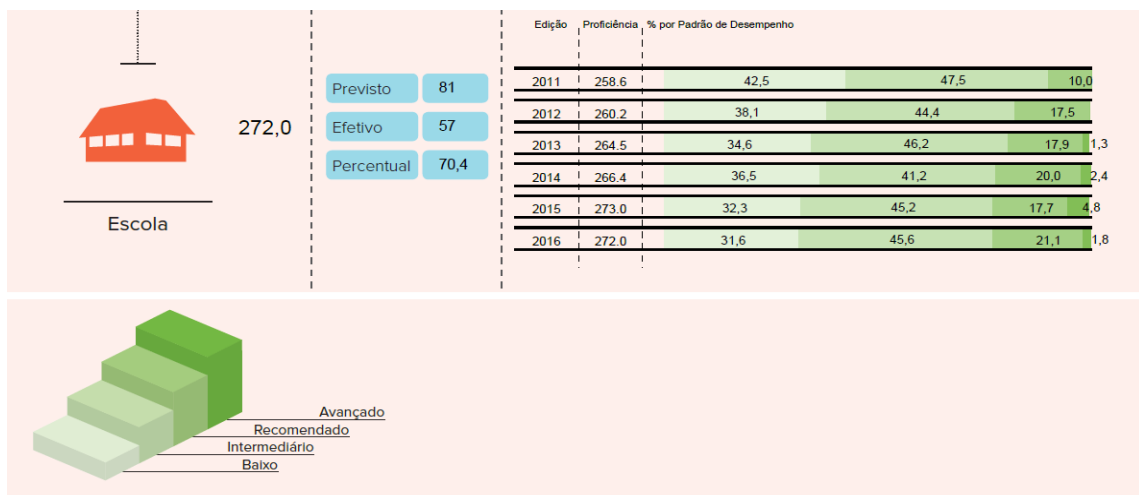 Edição Proficiência % por Padrão de Desempenho
2011 258.6 42,5 47,5 10,0
2012 260.2 38,1 44,4 17,5
2013 264.5 34,6 46,2 17,9 1,3
2014 266.4 36,5 41,2 20,0 2,4
2015 273.0 32,3 45,2 17,7 4,8
2016 272.0 31,6 45,6 21,1 1,8
272,0
Escola
Previsto 81
Efetivo 57
Percentual 70,4
Avançado
Recomendado
Intermediário
Baixo